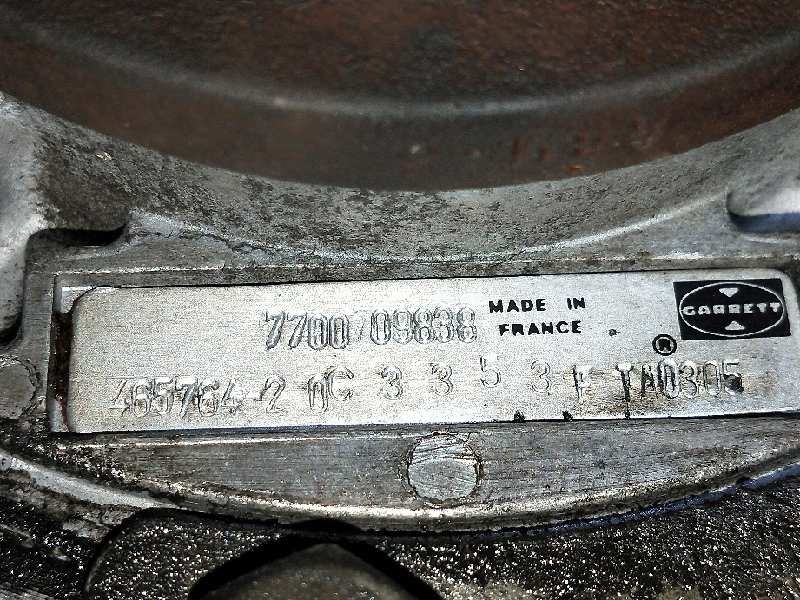 7700709838 MADE IN
FRANCE
GARRETT
®
465764-2 0C 3 3 5 3 F TA0305